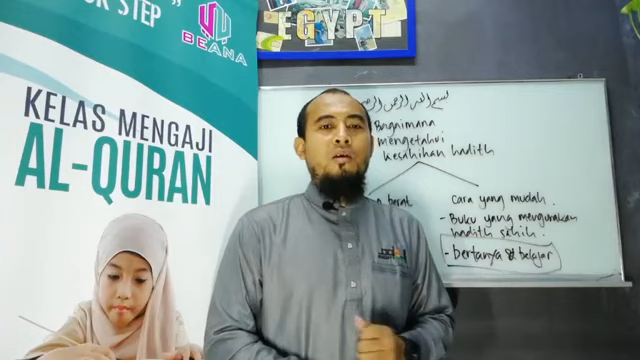 STEP
BEANA
KELAS MENGAJI
AL-QURAN
EGYPT
بسم الله الرحمن الرحيم
Bagaimana
mengetahui
kesahihan hadith
berat
Cara yang mudah.
- Buku yang mengumpulkan
hadith sahih.
- bertanya & belajar